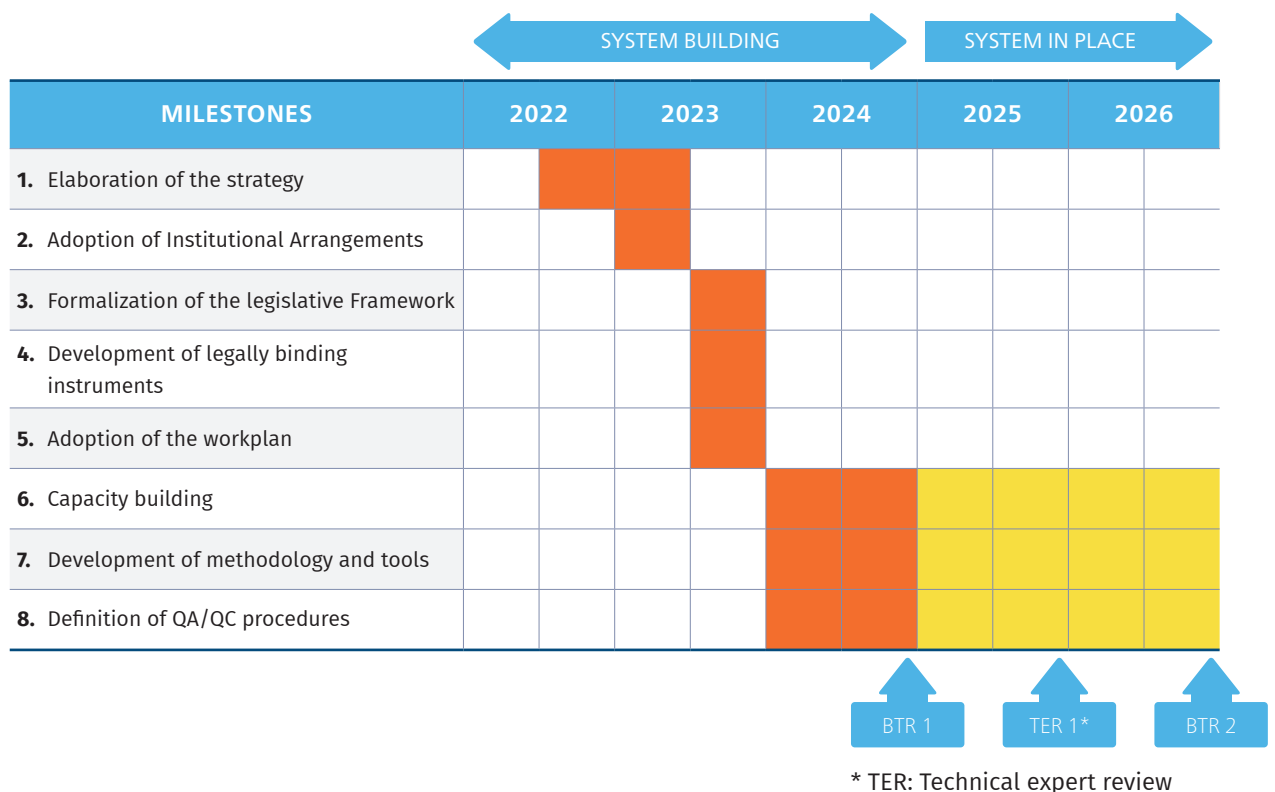 SYSTEM BUILDING
SYSTEM IN PLACE
MILESTONES 2022 2023 2024 2025 2026
1. Elaboration of the strategy
2. Adoption of Institutional Arrangements
3. Formalization of the legislative Framework
4. Development of legally binding
instruments
5. Adoption of the workplan
6. Capacity building
7. Development of methodology and tools
8. Definition of QA/QC procedures
BTR 1
TER 1*
BTR 2
* TER: Technical expert review